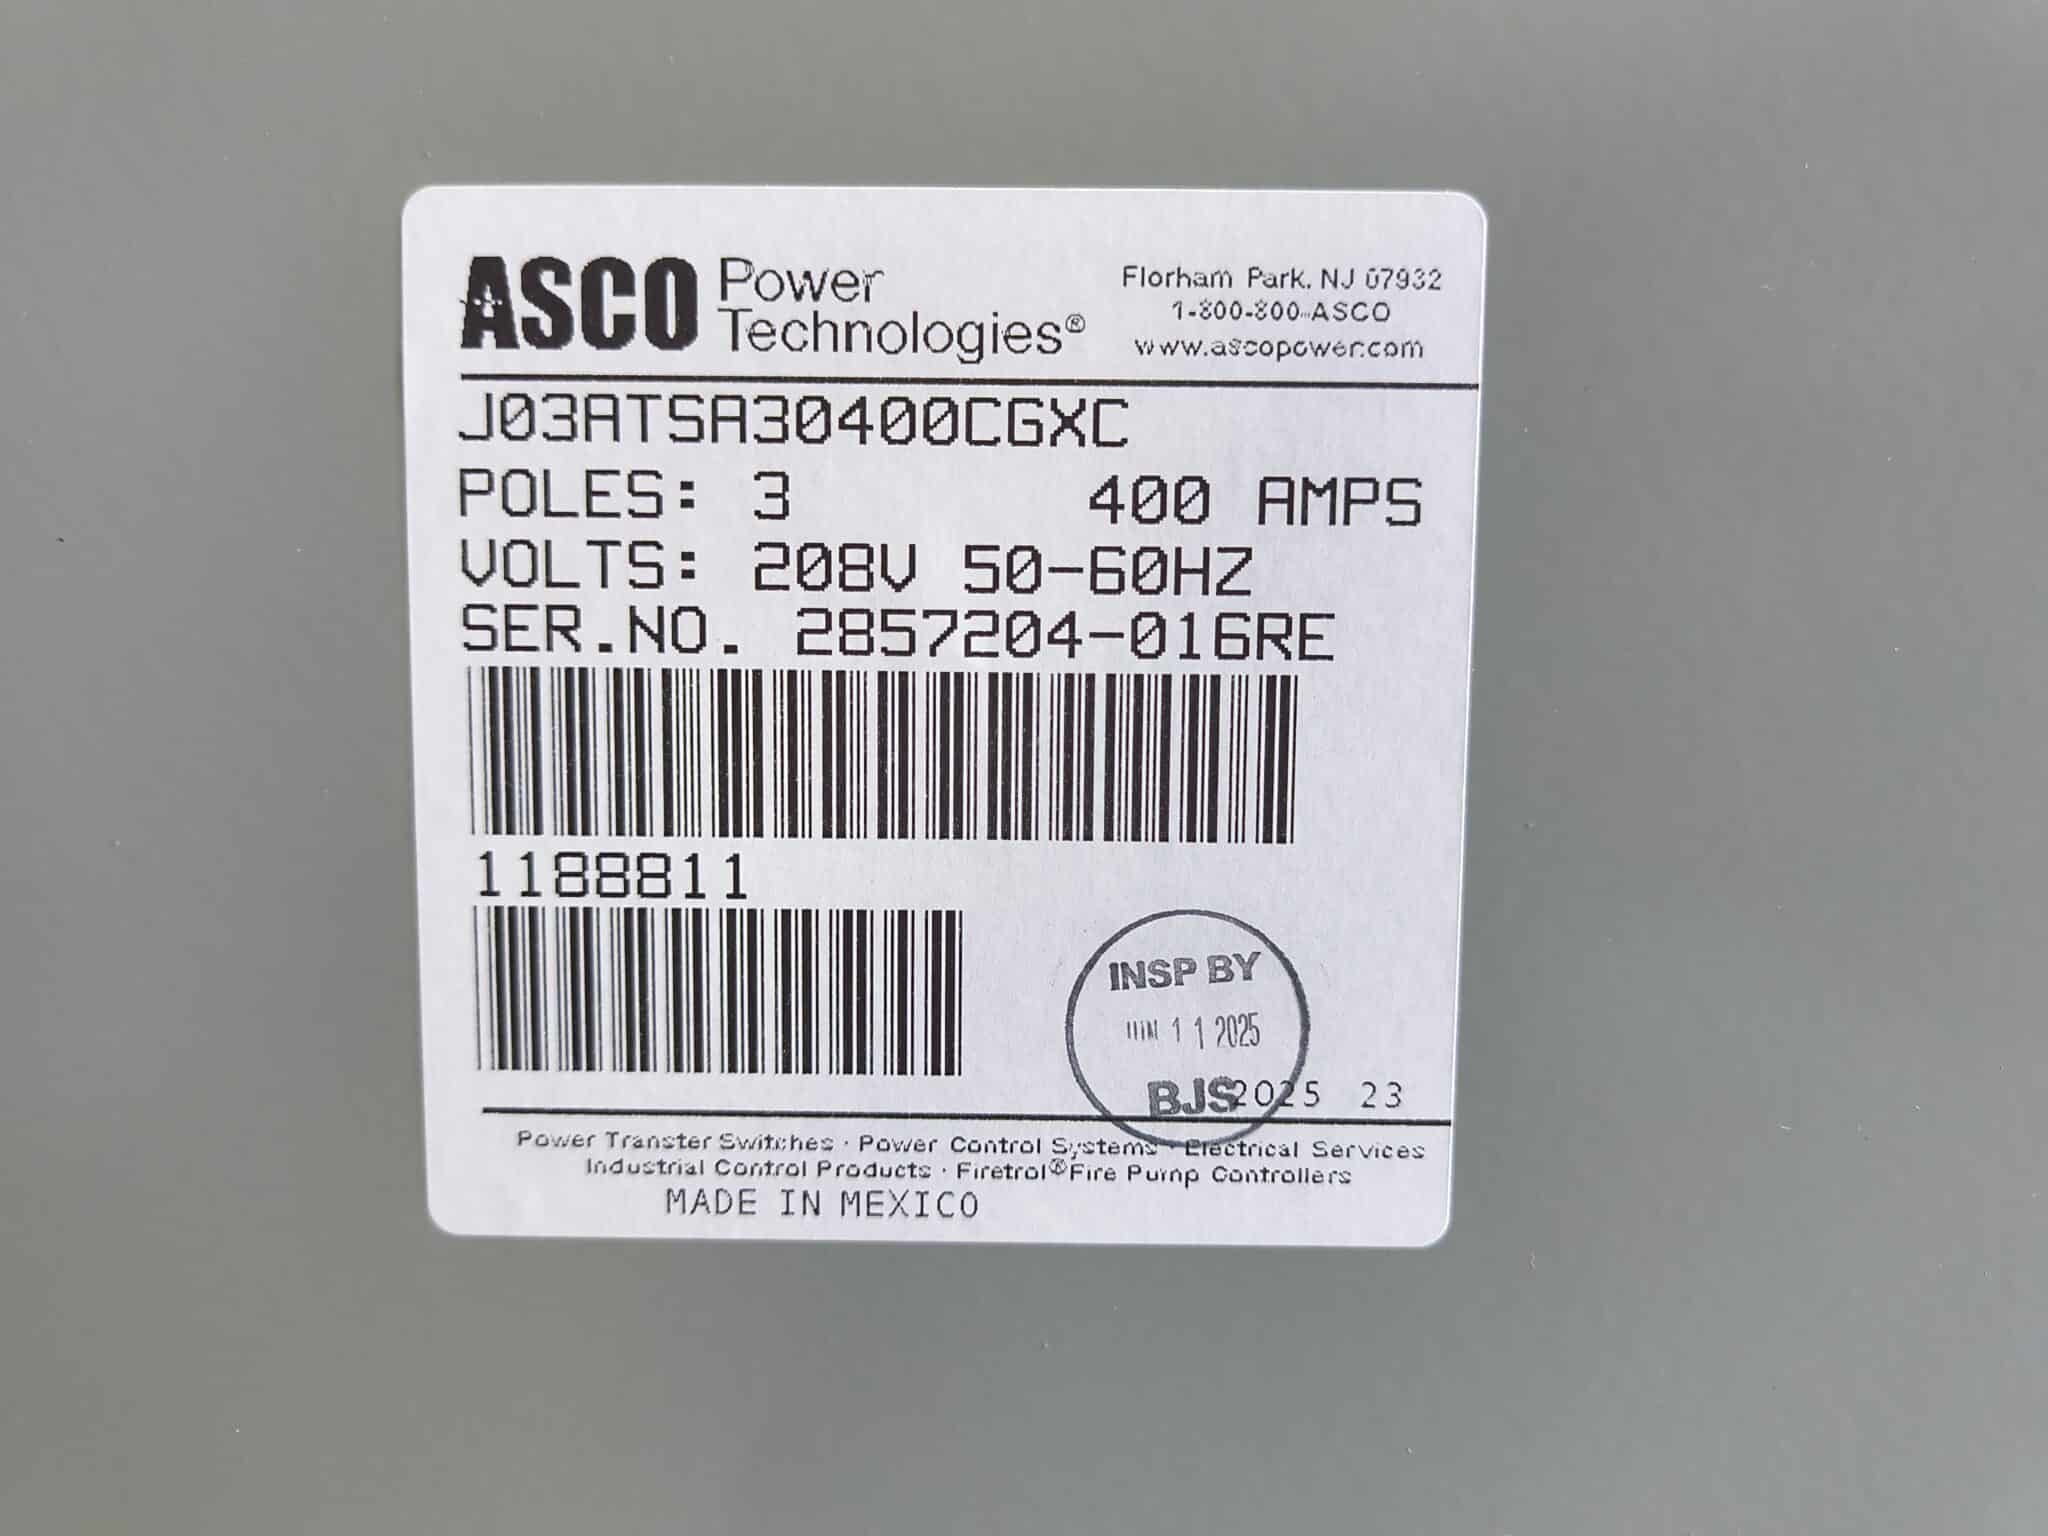 ASCO Power Technologies®
Florham Park, NJ 07932
1-800-800-ASCO
www.ascopower.com
J03ATSA30400CGXC
POLES: 3 400 AMPS
VOLTS: 208V 50-60HZ
SER.NO. 2857204-016RE
1188811
INSP BY
JUN 11 2025
BJS
2025 23
Power Transfer Switches · Power Control Systems · Electrical Services
Industrial Control Products · Firetrol® Fire Pump Controllers
MADE IN MEXICO